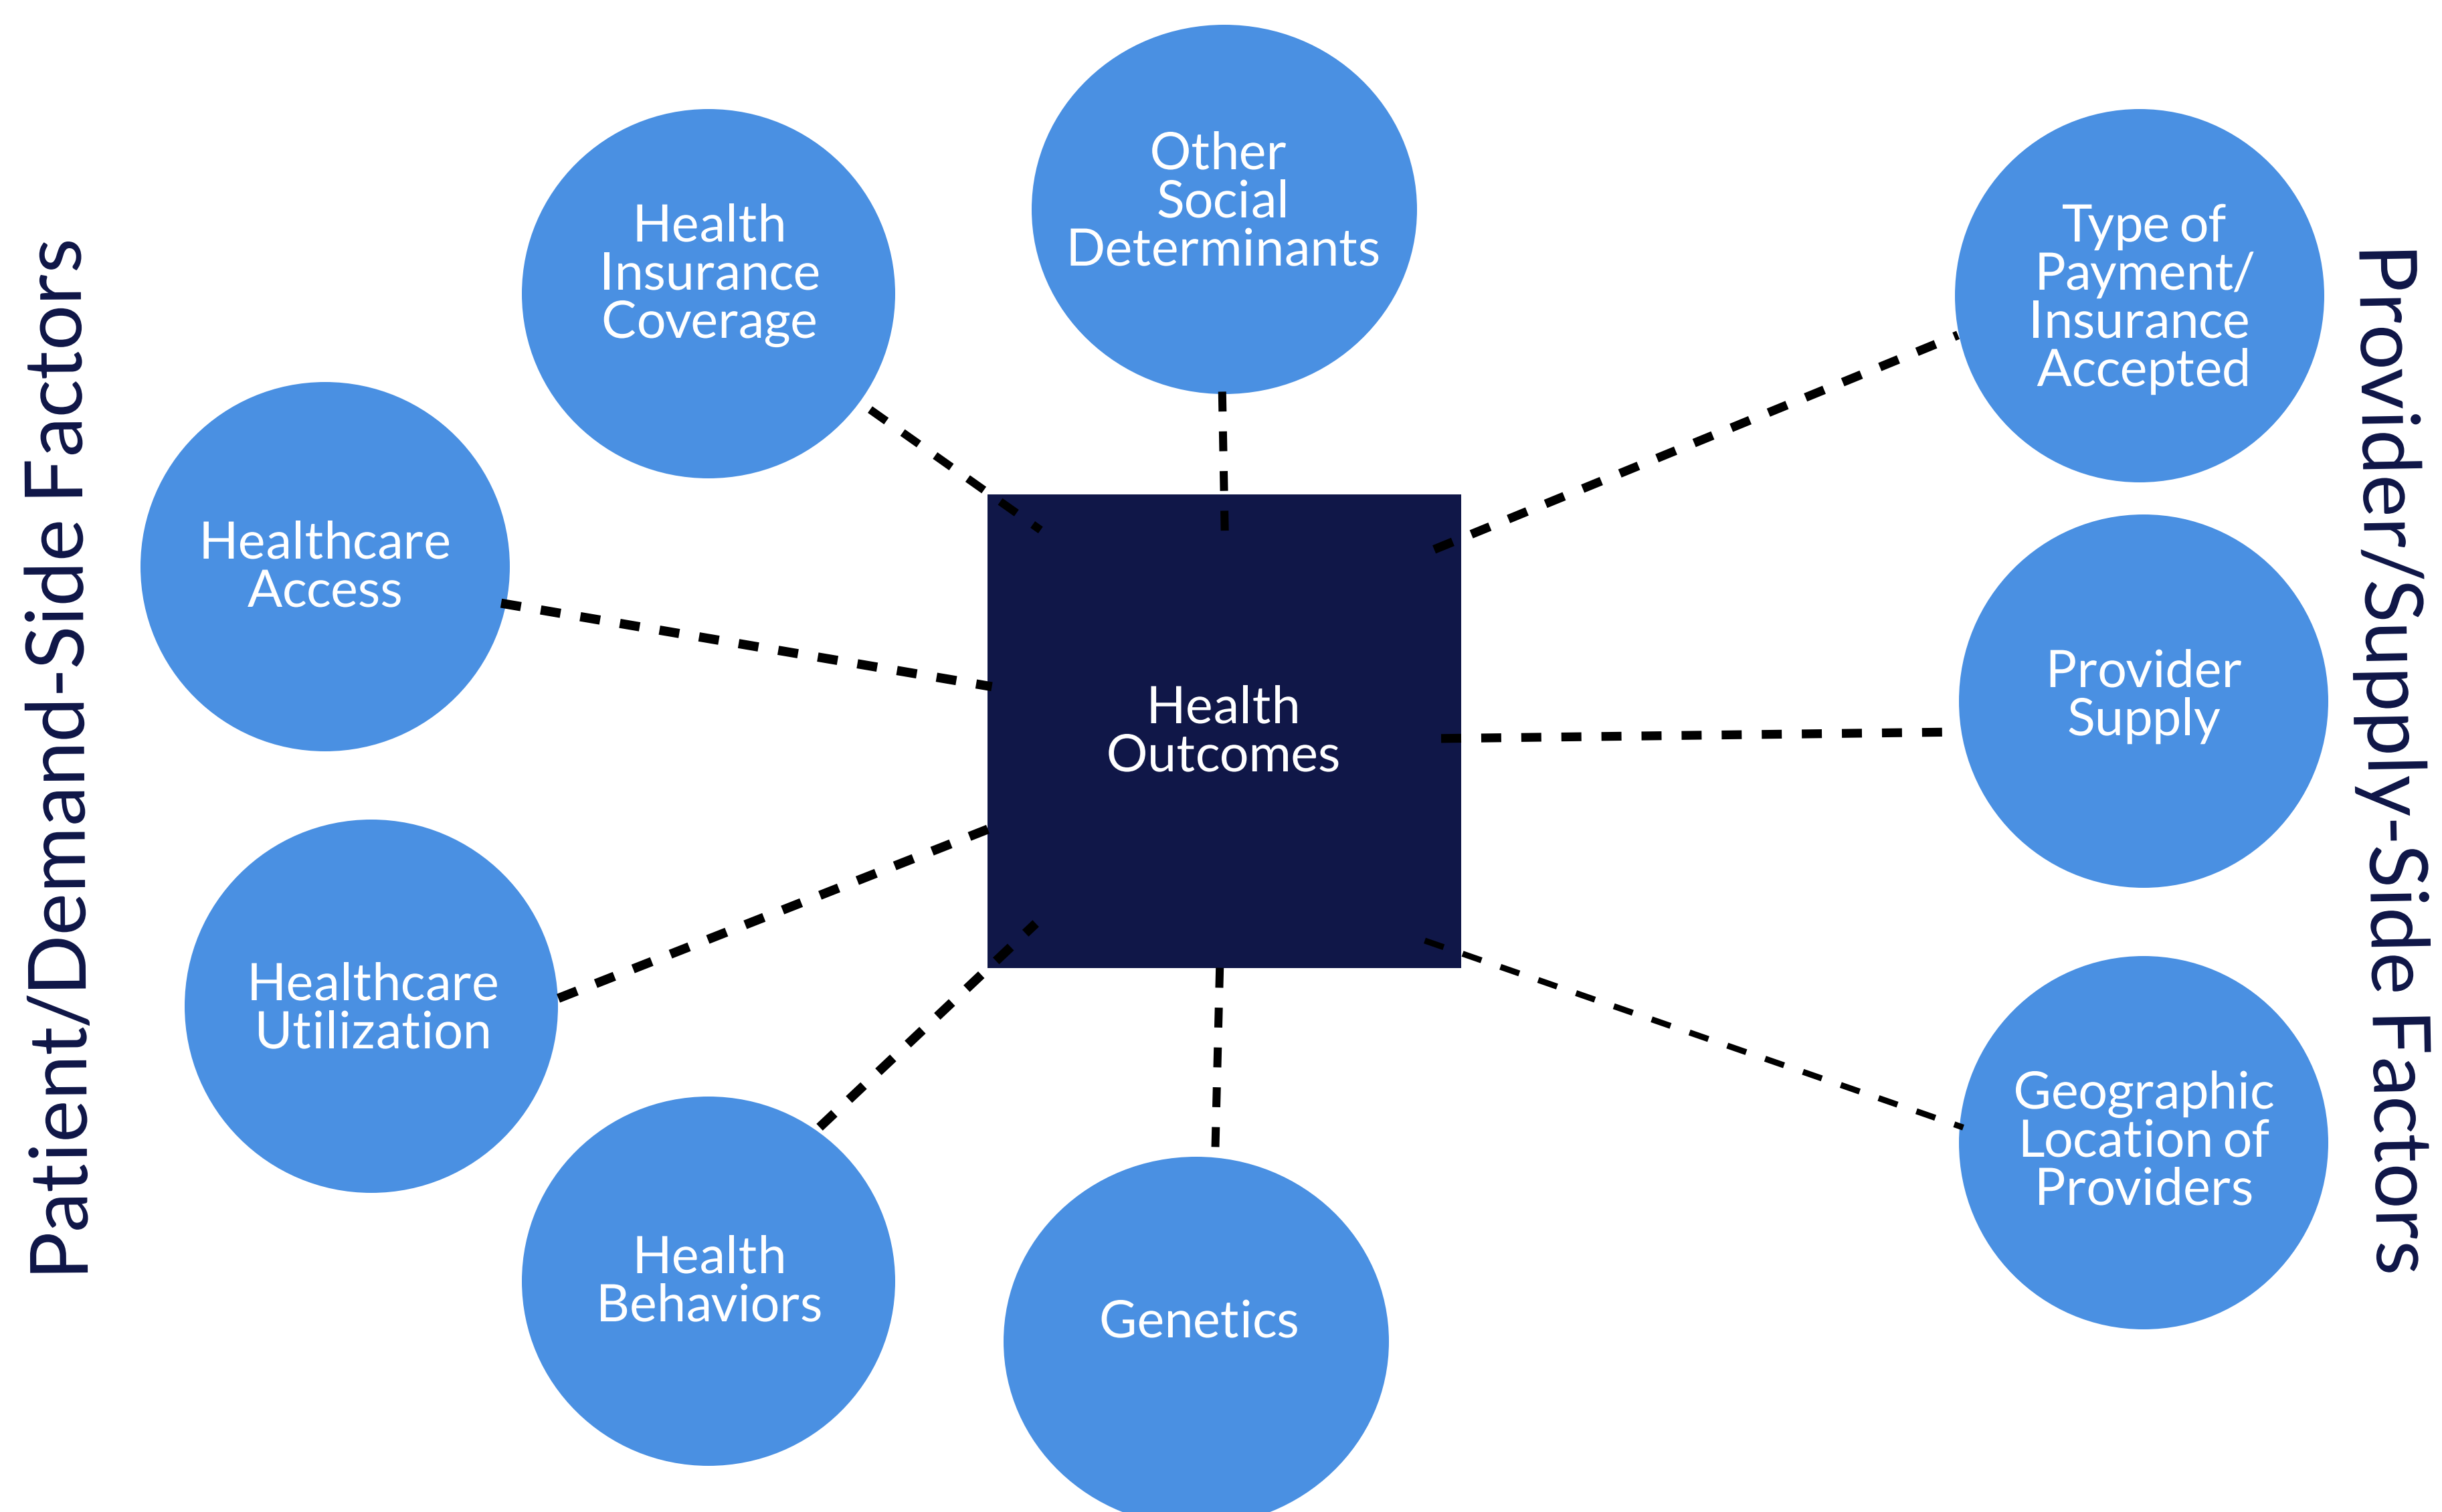 Patient/Demand-Side Factors
Health
Insurance
Coverage
Other
Social
Determinants
Type of
Payment/
Insurance
Accepted
Healthcare
Access
Health
Outcomes
Provider
Supply
Healthcare
Utilization
Geographic
Location of
Providers
Health
Behaviors
Genetics
Provider/Supply-Side Factors